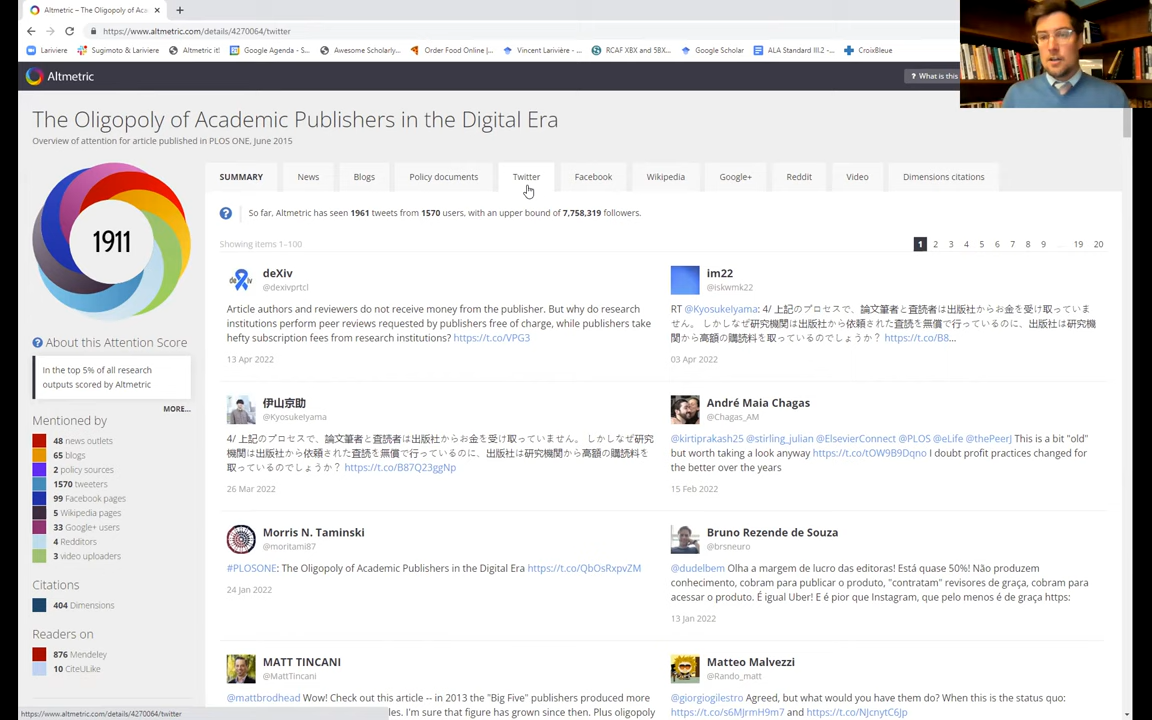 Altmetric – The Oligopoly of Aca
https://www.altmetric.com/details/4270064/twitter
Lariviere
Sugimoto & Lariviere
Altmetric it!
Google Agenda - S...
Awesome Scholarly...
Order Food Online |...
Vincent Larivière -...
RCAF XBX and 5BX...
Google Scholar
ALA Standard III.2 -...
CroixBleue
Altmetric
? What is this
The Oligopoly of Academic Publishers in the Digital Era
Overview of attention for article published in PLOS ONE, June 2015
SUMMARY
News
Blogs
Policy documents
Twitter
Facebook
Wikipedia
Google+
Reddit
Video
Dimensions citations
1911
? So far, Altmetric has seen 1961 tweets from 1570 users, with an upper bound of 7,758,319 followers.
Showing items 1–100
1 2 3 4 5 6 7 8 9 … 19 20
deXiv
@dexivprtcl
Article authors and reviewers do not receive money from the publisher. But why do research
institutions perform peer reviews requested by publishers free of charge, while publishers take
hefty subscription fees from research institutions? https://t.co/VPG3
13 Apr 2022
im22
@iskwmk22
RT @KyosukeIyama: 4/ 上記のプロセスで、論文筆者と査読者は出版社からお金を受け取っていま
せん。 しかしなぜ研究機関は出版社から依頼された査読を無償で行っているのに、出版社は研究機
関から高額の購読料を取っているのでしょうか？ https://t.co/B8...
03 Apr 2022
伊山京助
@KyosukeIyama
4/ 上記のプロセスで、論文筆者と査読者は出版社からお金を受け取っていません。 しかしなぜ研究
機関は出版社から依頼された査読を無償で行っているのに、出版社は研究機関から高額の購読料を
取っているのでしょうか？ https://t.co/B87Q23ggNp
26 Mar 2022
André Maia Chagas
@Chagas_AM
@kirtiprakash25 @stirling_julian @ElsevierConnect @PLOS @eLife @thePeerJ This is a bit "old"
but worth taking a look anyway https://t.co/tOW9B9Dqno I doubt profit practices changed for
the better over the years
15 Feb 2022
Morris N. Taminski
@moritami87
#PLOSONE: The Oligopoly of Academic Publishers in the Digital Era https://t.co/QbOsRxpvZM
24 Jan 2022
Bruno Rezende de Souza
@brsneuro
@dudelbem Olha a margem de lucro das editoras! Está quase 50%! Não produzem
conhecimento, cobram para publicar o produto, "contratam" revisores de graça, cobram para
acessar o produto. É igual Uber! E é pior que Instagram, que pelo menos é de graça https:
13 Jan 2022
MATT TINCANI
@MattTincani
@mattbrodhead Wow! Check out this article -- in 2013 the "Big Five" publishers produced more
les. I'm sure that figure has grown since then. Plus oligopoly
Matteo Malvezzi
@Rando_matt
@giorgiogilestro Agreed, but what would you have them do? When this is the status quo:
https://t.co/s6MJrmH9m7 and https://t.co/NJcnytC6Jp
? About this Attention Score
In the top 5% of all research
outputs scored by Altmetric
MORE...
Mentioned by
48 news outlets
65 blogs
2 policy sources
1570 tweeters
99 Facebook pages
5 Wikipedia pages
33 Google+ users
4 Redditors
3 video uploaders
Citations
404 Dimensions
Readers on
876 Mendeley
10 CiteULike
https://www.altmetric.com/details/4270064/twitter